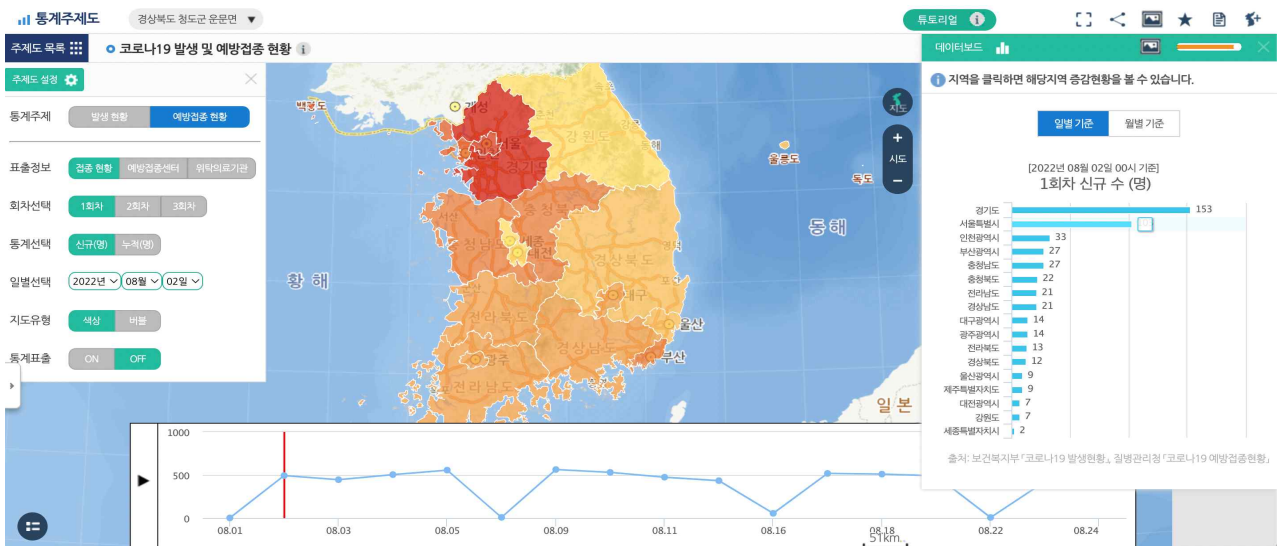 통계주제도
경상북도 청도군 운문면 ▼
튜토리얼 i
주제도 목록
코로나19 발생 및 예방접종 현황 i
주제도 설정
통계주제
발생 현황
예방접종 현황
표출정보
접종 현황
예방접종센터
위탁의료기관
회차선택
1회차
2회차
3회차
통계선택
신규(명)
누적(명)
일별선택
2022년
08월
02일
지도유형
색상
버블
통계표출
ON
OFF
백령도
개성
서울
경기도
강원도
울릉도
독도
동해
황 해
서산
충청북도
세종
대전
영덕
경상북도
대구
울산
전라북도
경상남도
부산
광주
전라남도
일본
지도
+
시도
−
데이터보드
i 지역을 클릭하면 해당지역 증감현황을 볼 수 있습니다.
일별 기준
월별 기준
[2022년 08월 02일 00시 기준]
1회차 신규 수 (명)
경기도 153
서울특별시
인천광역시 33
부산광역시 27
충청남도 27
충청북도 22
전라남도 21
경상남도 21
대구광역시 14
광주광역시 14
전라북도 13
경상북도 12
울산광역시 9
제주특별자치도 9
대전광역시 7
강원도 7
세종특별자치시 2
출처: 보건복지부「코로나19 발생현황」, 질병관리청「코로나19 예방접종현황」
1000
500
0
08.01 08.03 08.05 08.09 08.11 08.16 08.18 08.22 08.24
51km